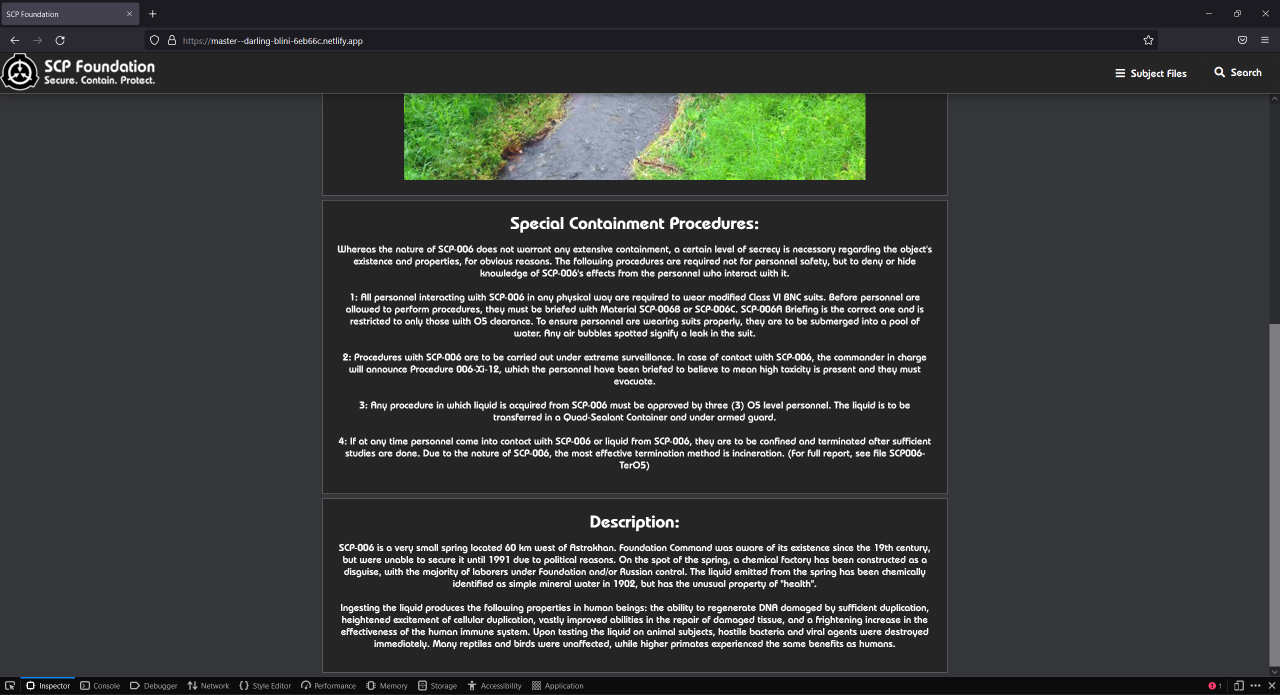 SCP Foundation
https://master--darling-blini-6eb66c.netlify.app
SCP Foundation
Secure. Contain. Protect.
Subject Files
Search
Special Containment Procedures:
Whereas the nature of SCP-006 does not warrant any extensive containment, a certain level of secrecy is necessary regarding the object's
existence and properties, for obvious reasons. The following procedures are required not for personnel safety, but to deny or hide
knowledge of SCP-006's effects from the personnel who interact with it.
1: All personnel interacting with SCP-006 in any physical way are required to wear modified Class VI BNC suits. Before personnel are
allowed to perform procedures, they must be briefed with Material SCP-006B or SCP-006C. SCP-006A Briefing is the correct one and is
restricted to only those with O5 clearance. To ensure personnel are wearing suits properly, they are to be submerged into a pool of
water. Any air bubbles spotted signify a leak in the suit.
2: Procedures with SCP-006 are to be carried out under extreme surveillance. In case of contact with SCP-006, the commander in charge
will announce Procedure 006-Xi-12, which the personnel have been briefed to believe to mean high toxicity is present and they must
evacuate.
3: Any procedure in which liquid is acquired from SCP-006 must be approved by three (3) O5 level personnel. The liquid is to be
transferred in a Quad-Sealant Container and under armed guard.
4: If at any time personnel come into contact with SCP-006 or liquid from SCP-006, they are to be confined and terminated after sufficient
studies are done. Due to the nature of SCP-006, the most effective termination method is incineration. (For full report, see file SCP006-
TerO5)
Description:
SCP-006 is a very small spring located 60 km west of Astrakhan. Foundation Command was aware of its existence since the 19th century,
but were unable to secure it until 1991 due to political reasons. On the spot of the spring, a chemical factory has been constructed as a
disguise, with the majority of laborers under Foundation and/or Russian control. The liquid emitted from the spring has been chemically
identified as simple mineral water in 1902, but has the unusual property of "health".
Ingesting the liquid produces the following properties in human beings: the ability to regenerate DNA damaged by sufficient duplication,
heightened excitement of cellular duplication, vastly improved abilities in the repair of damaged tissue, and a frightening increase in the
effectiveness of the human immune system. Upon testing the liquid on animal subjects, hostile bacteria and viral agents were destroyed
immediately. Many reptiles and birds were unaffected, while higher primates experienced the same benefits as humans.
Inspector
Console
Debugger
Network
Style Editor
Performance
Memory
Storage
Accessibility
Application
1